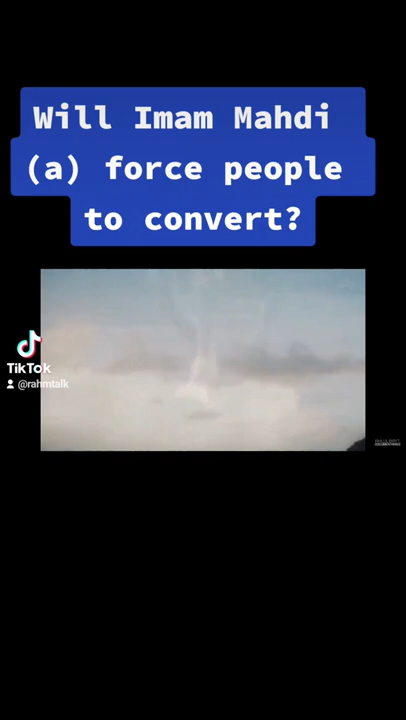 Will Imam Mahdi
(a) force people
to convert?
TikTok
@rahmtalk